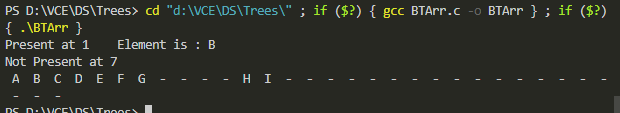 PS D:\VCE\DS\Trees> cd "d:\VCE\DS\Trees\" ; if ($?) { gcc BTArr.c -o BTArr } ; if ($?)
{ .\BTArr }
Present at 1    Element is : B
Not Present at 7
 A  B  C  D  E  F  G  -  -  -  -  H  I  -  -  -  -  -  -  -  -  -  -  -  -  -  -  -  -  -
-  -  -
PS D:\VCE\DS\Trees>